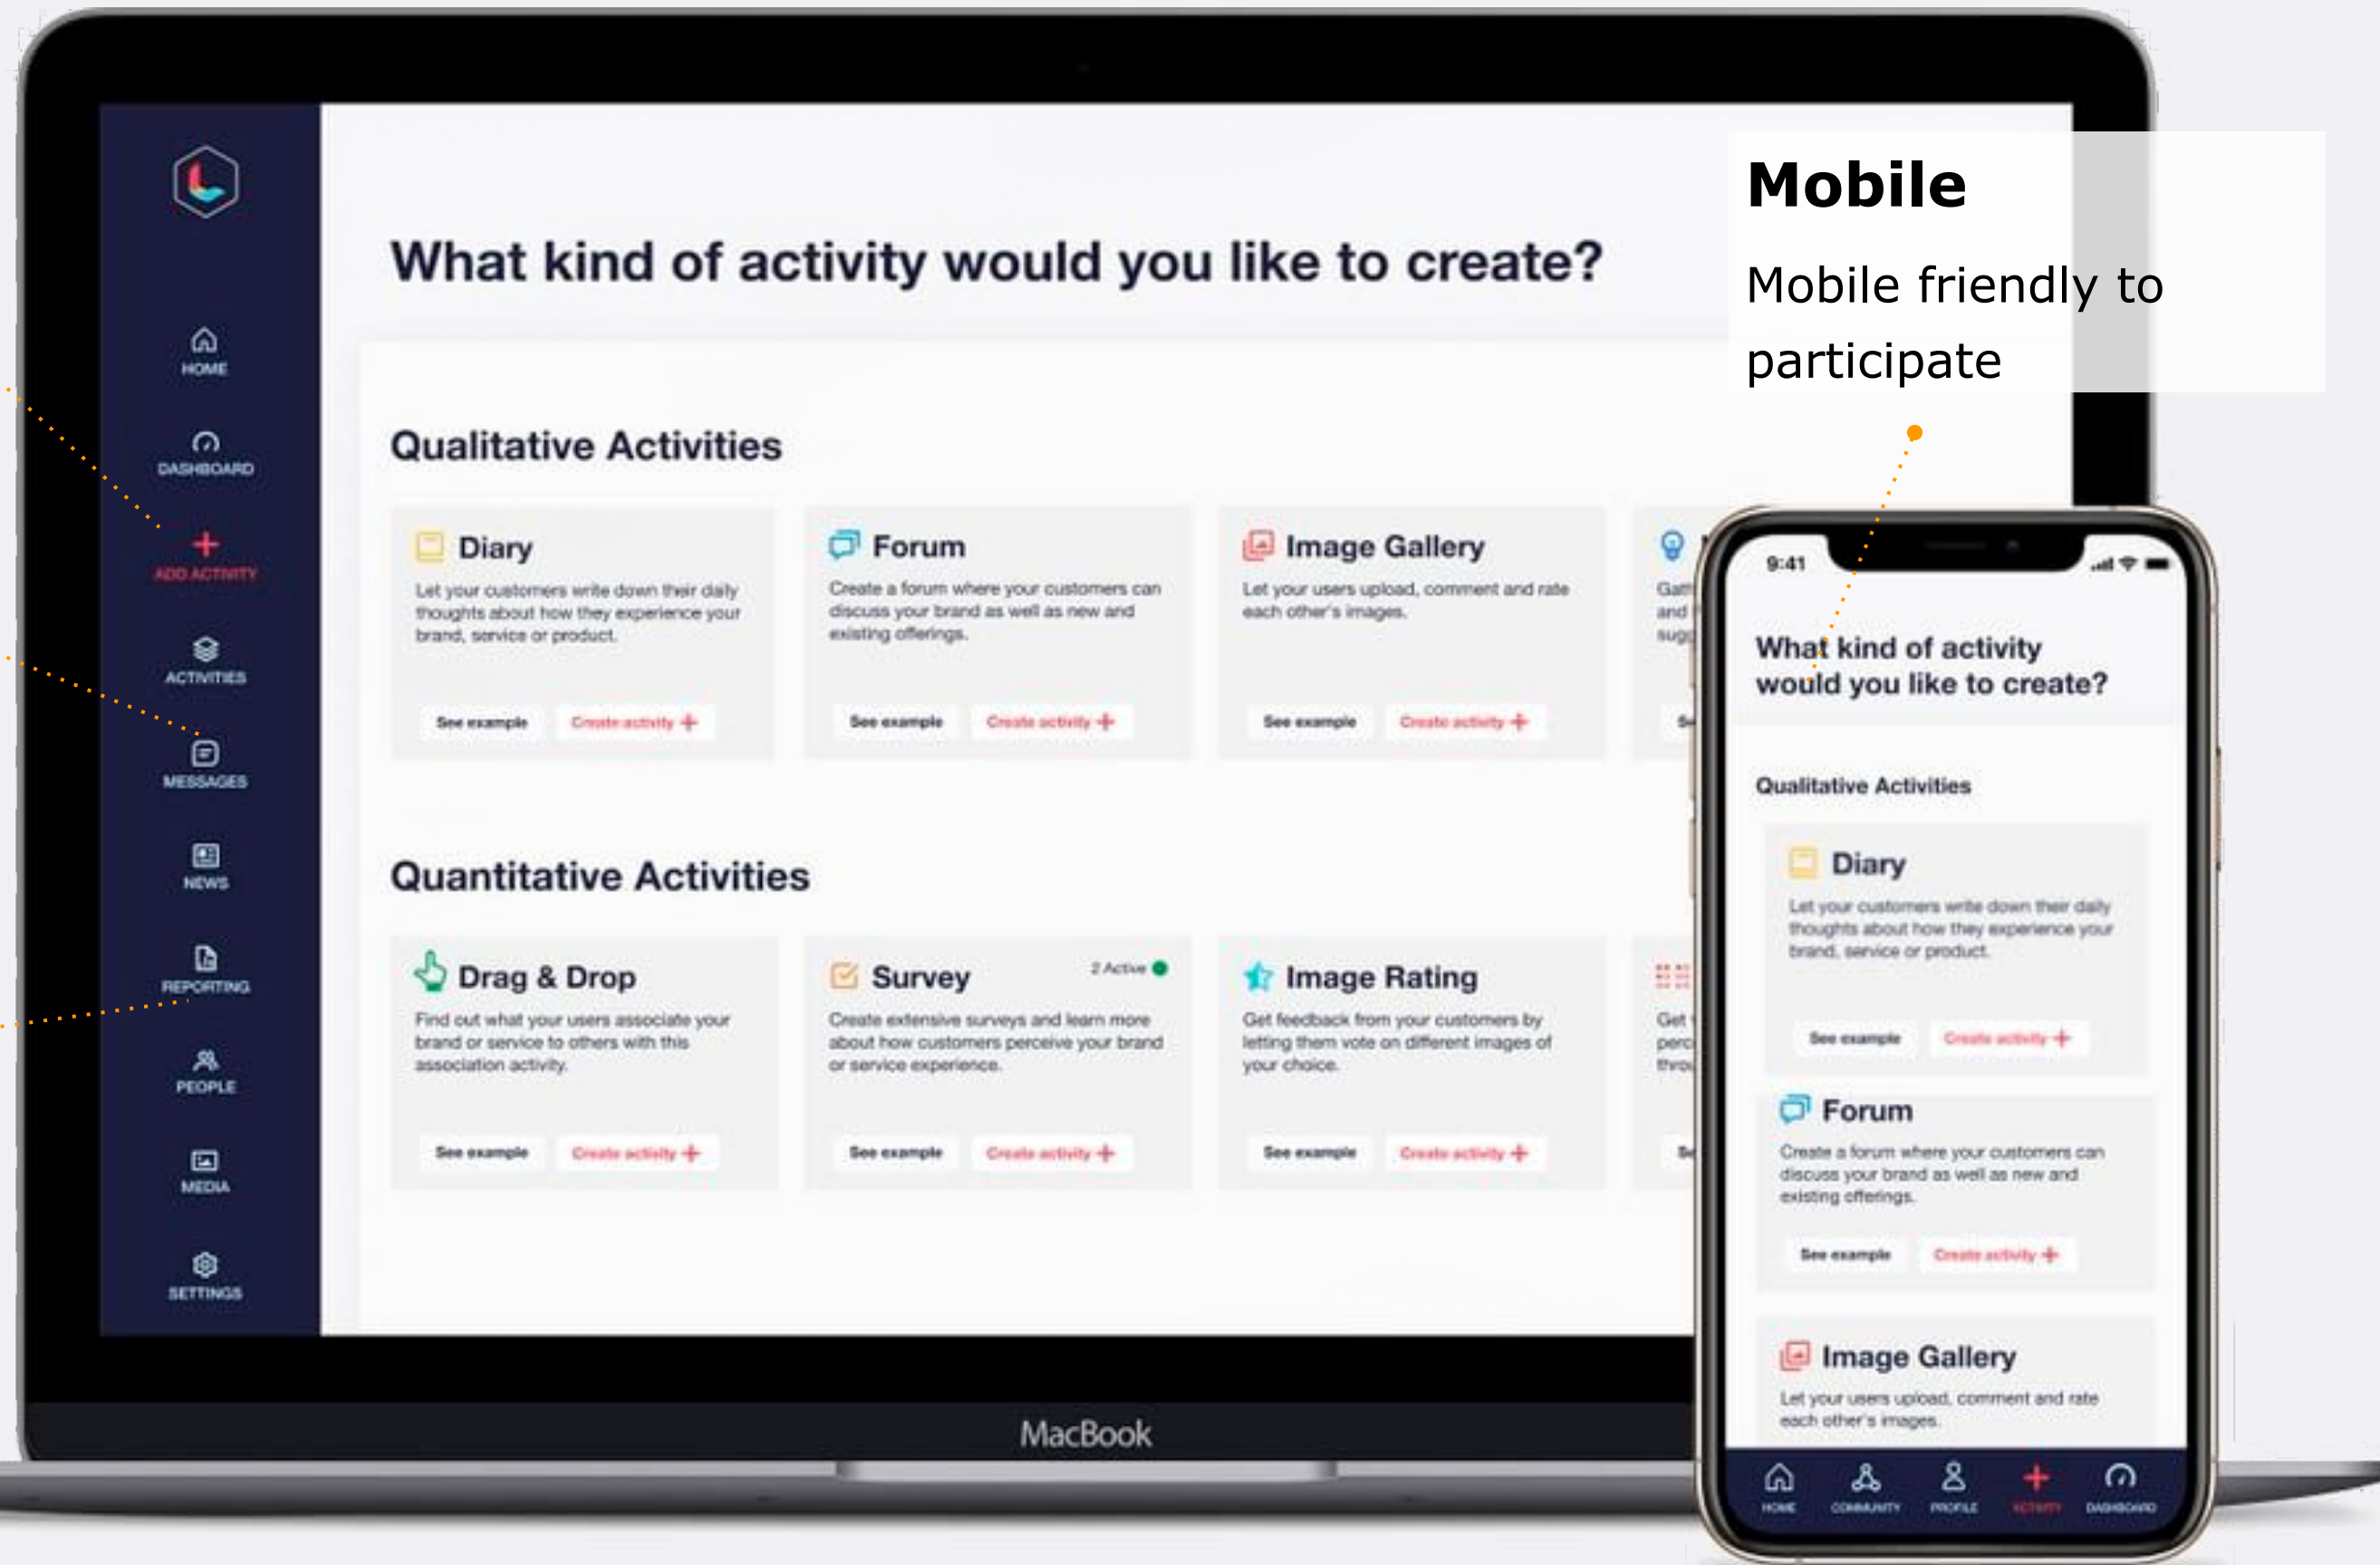 Mobile
Mobile friendly to
participate
What kind of activity would you like to create?
HOME
DASHBOARD
ADD ACTIVITY
ACTIVITIES
MESSAGES
NEWS
REPORTING
PEOPLE
MEDIA
SETTINGS
Qualitative Activities
Diary
Let your customers write down their daily
thoughts about how they experience your
brand, service or product.
See example
Create activity +
Forum
Create a forum where your customers can
discuss your brand as well as new and
existing offerings.
See example
Create activity +
Image Gallery
Let your users upload, comment and rate
each other's images.
See example
Create activity +
and
Quantitative Activities
Drag & Drop
Find out what your users associate your
brand or service to others with this
association activity.
See example
Create activity +
Survey
2 Active
Create extensive surveys and learn more
about how customers perceive your brand
or service experience.
See example
Create activity +
Image Rating
Get feedback from your customers by
letting them vote on different images of
your choice.
See example
Create activity +
Get
MacBook
9:41
What kind of activity
would you like to create?
Qualitative Activities
Diary
Let your customers write down their daily
thoughts about how they experience your
brand, service or product.
See example
Create activity +
Forum
Create a forum where your customers can
discuss your brand as well as new and
existing offerings.
See example
Create activity +
Image Gallery
Let your users upload, comment and rate
each other's images.
HOME
COMMUNITY
PROFILE
ACTIVITY
DASHBOARD